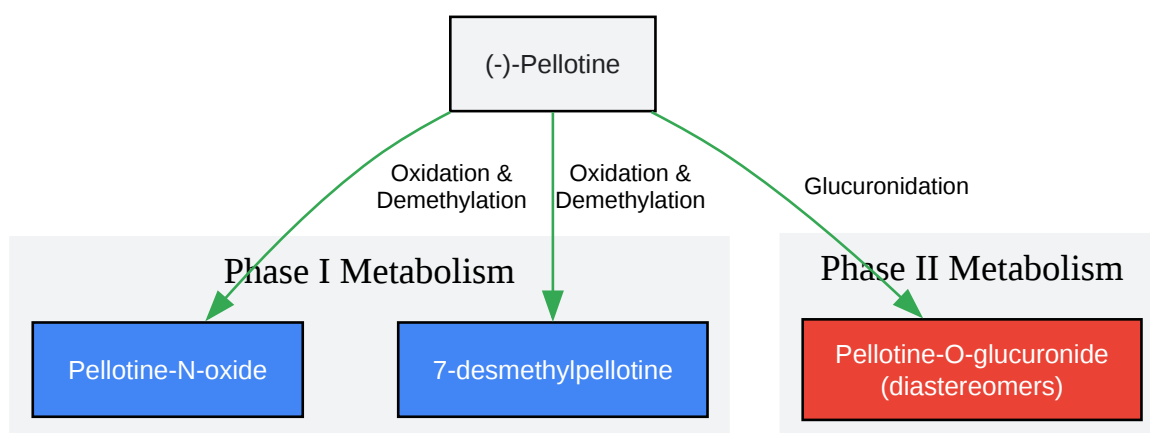 (-)-Pellotine
Oxidation &
Demethylation
Oxidation &
Demethylation
Glucuronidation
Phase I Metabolism
Phase II Metabolism
Pellotine-N-oxide
7-desmethylpellotine
Pellotine-O-glucuronide
(diastereomers)